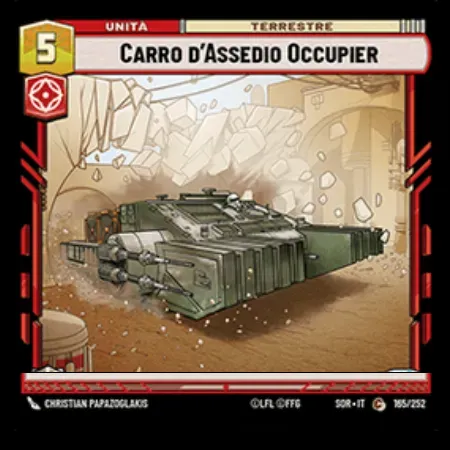 UNITÀ
TERRESTRE
5
CARRO D'ASSEDIO OCCUPIER
CHRISTIAN PAPAZOGLAKIS
©LFL ©FFG
SOR • IT
C
165/252